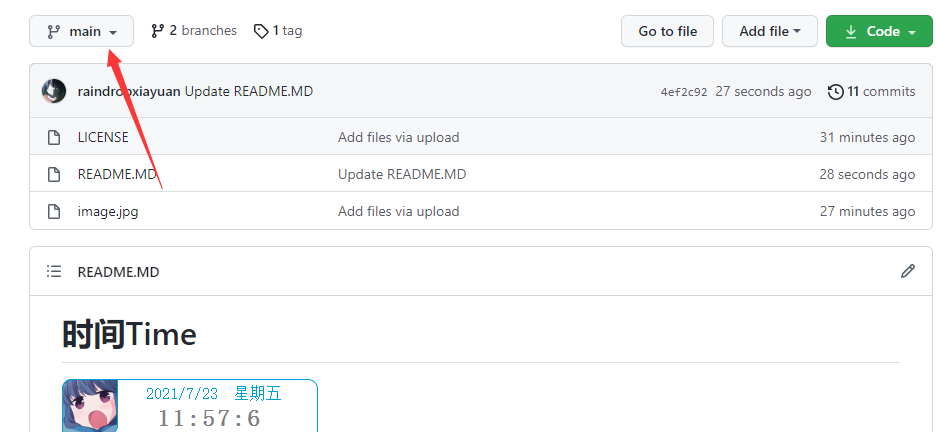 main 2 branches 1 tag Go to file Add file Code
raindropxiayuan Update README.MD 4ef2c92 27 seconds ago 11 commits
LICENSE Add files via upload 31 minutes ago
README.MD Update README.MD 28 seconds ago
image.jpg Add files via upload 27 minutes ago
README.MD
时间Time
2021/7/23 星期五
11:57:6